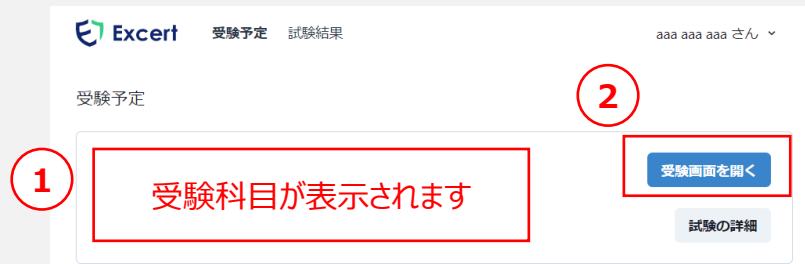 Excert 受験予定 試験結果 aaa aaa aaa さん
受験予定
2
1
受験科目が表示されます
受験画面を開く
試験の詳細